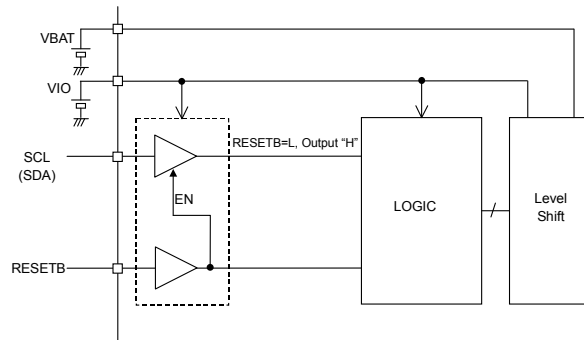 VBAT
VIO
RESETB=L, Output “H”
SCL
(SDA)
EN
LOGIC
Level
Shift
RESETB